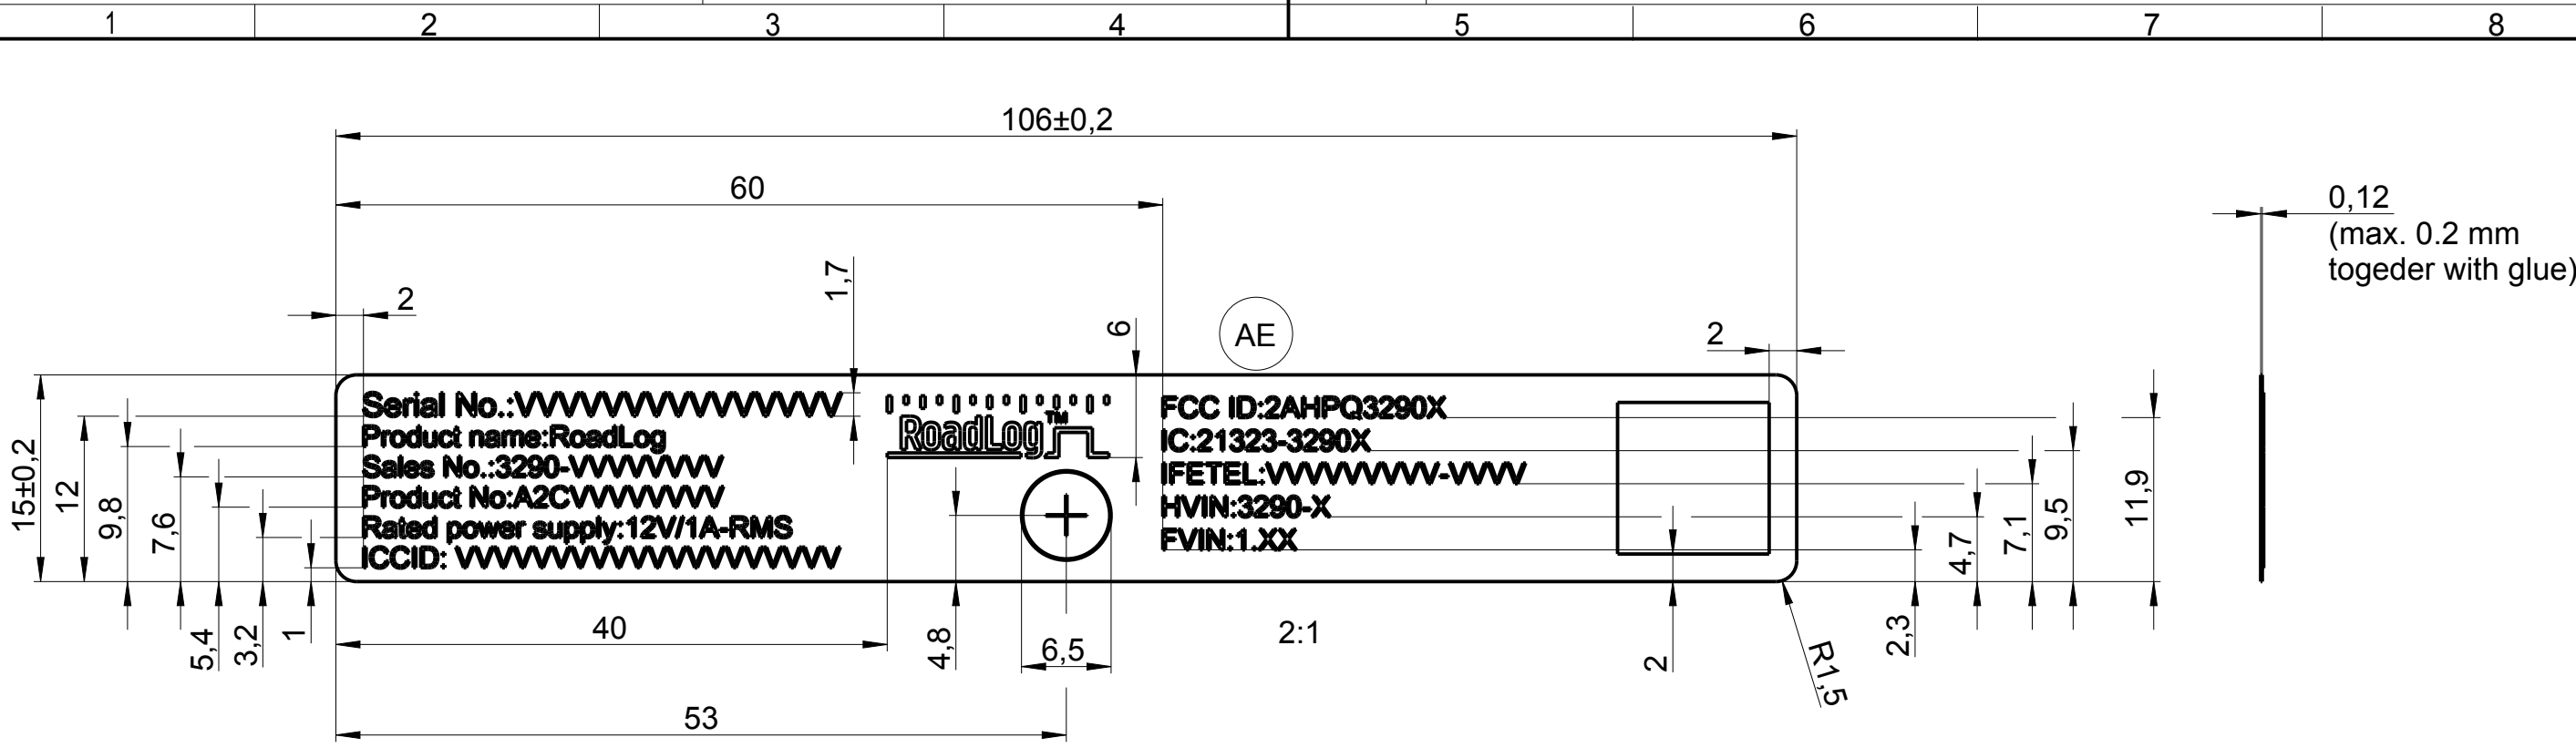 1 2 3 4 5 6 7 8
106±0,2
60
0,12
(max. 0.2 mm
togeder with glue)
2
1,7
6
AE
2
15±0,2
12
9,8
7,6
5,4
3,2
1
Serial No.:VVVVVVVVVVVVVV
Product name:RoadLog
Sales No.:3290-VVVVVVV
Product No:A2CVVVVVVV
Rated power supply:12V/1A-RMS
ICCID: VVVVVVVVVVVVVVVVV
RoadLog™
FCC ID:2AHPQ3290X
IC:21323-3290X
IFETEL:VVVVVVVV-VVVV
HVIN:3290-X
FVIN:1.XX
2
2,3
4,7
7,1
9,5
11,9
R1,5
40
4,8
6,5
2:1
53